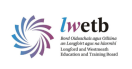 lwetb
Bord Oideachais agus Oiliúna
an Longfoirt agus na hIarmhí
Longford and Westmeath
Education and Training Board